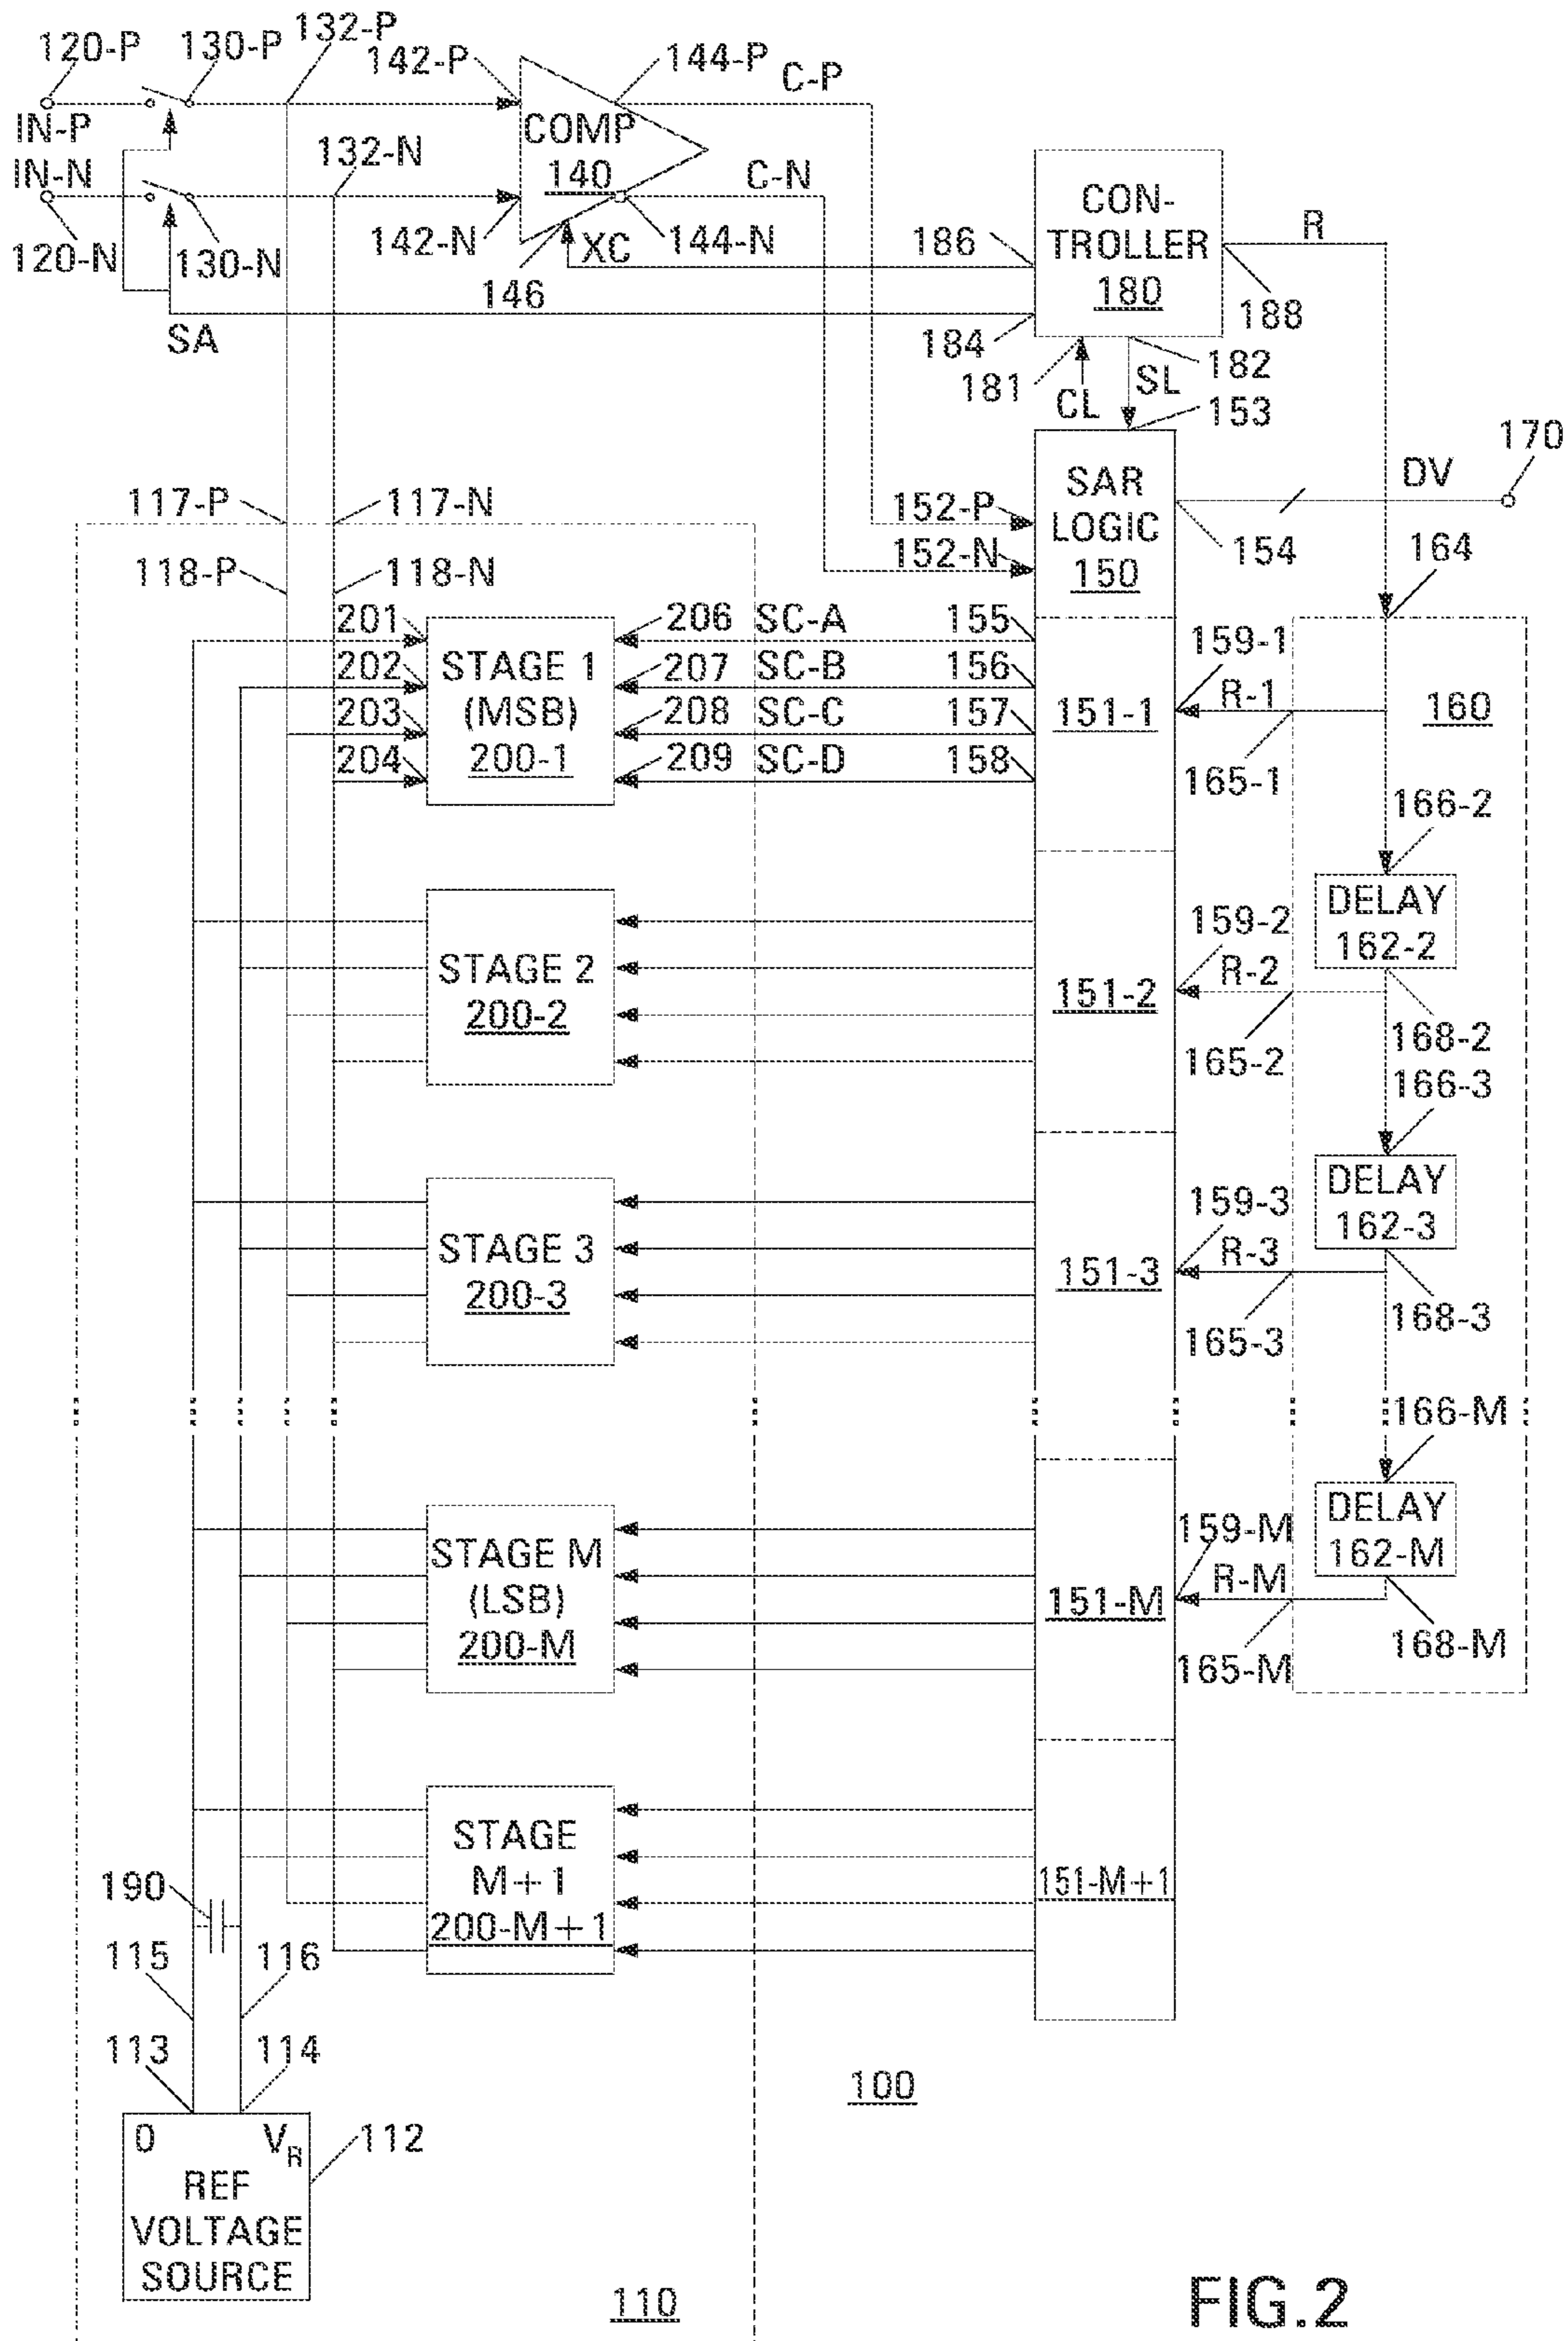 120-P 130-P 132-P 142-P 144-P C-P
IN-P
IN-N
COMP
140
132-N
C-N
120-N 130-N
142-N
XC
144-N
146
SA
CON-
TROLLER
180
186
R
188
184
181
CL
SL
182
153
170
DV
SAR
LOGIC
150
152-P
152-N
154
164
117-P 117-N
118-P 118-N
201 206 SC-A 155
202 207 SC-B 156
203 208 SC-C 157
204 209 SC-D 158
STAGE 1
(MSB)
200-1
151-1
159-1
R-1
165-1
160
166-2
DELAY
162-2
STAGE 2
200-2
151-2
159-2
R-2
165-2
168-2
166-3
DELAY
162-3
STAGE 3
200-3
151-3
159-3
R-3
165-3
168-3
166-M
DELAY
162-M
STAGE M
(LSB)
200-M
151-M
159-M
R-M
165-M
168-M
STAGE
M+1
200-M+1
151-M+1
190
115 116
113 114
0 VR
REF
VOLTAGE
SOURCE
112
100
110
FIG.2